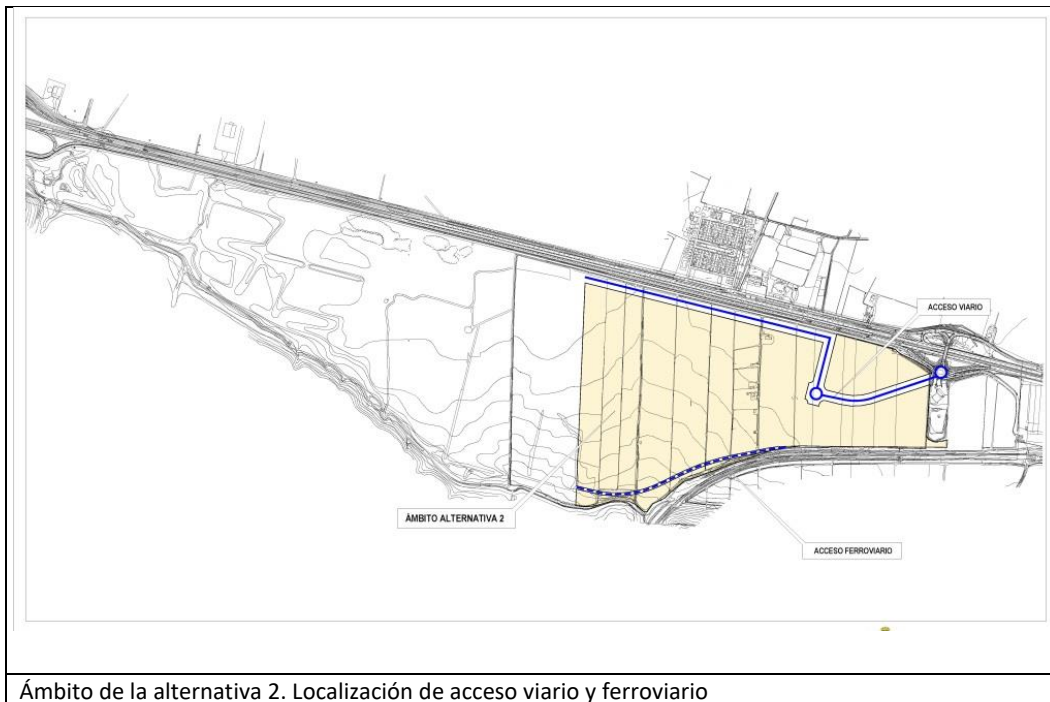 ACCESO VIARIO
ÁMBITO ALTERNATIVA 2
ACCESO FERROVIARIO
Ámbito de la alternativa 2. Localización de acceso viario y ferroviario